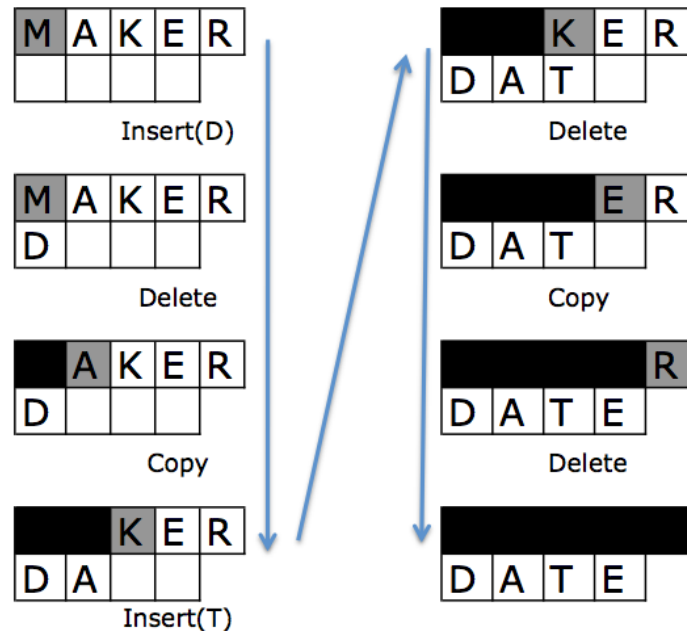 M A K E R
Insert(D)
M A K E R
D
Delete
A K E R
D
Copy
K E R
D A
Insert(T)
K E R
D A T
Delete
E R
D A T
Copy
R
D A T E
Delete
D A T E